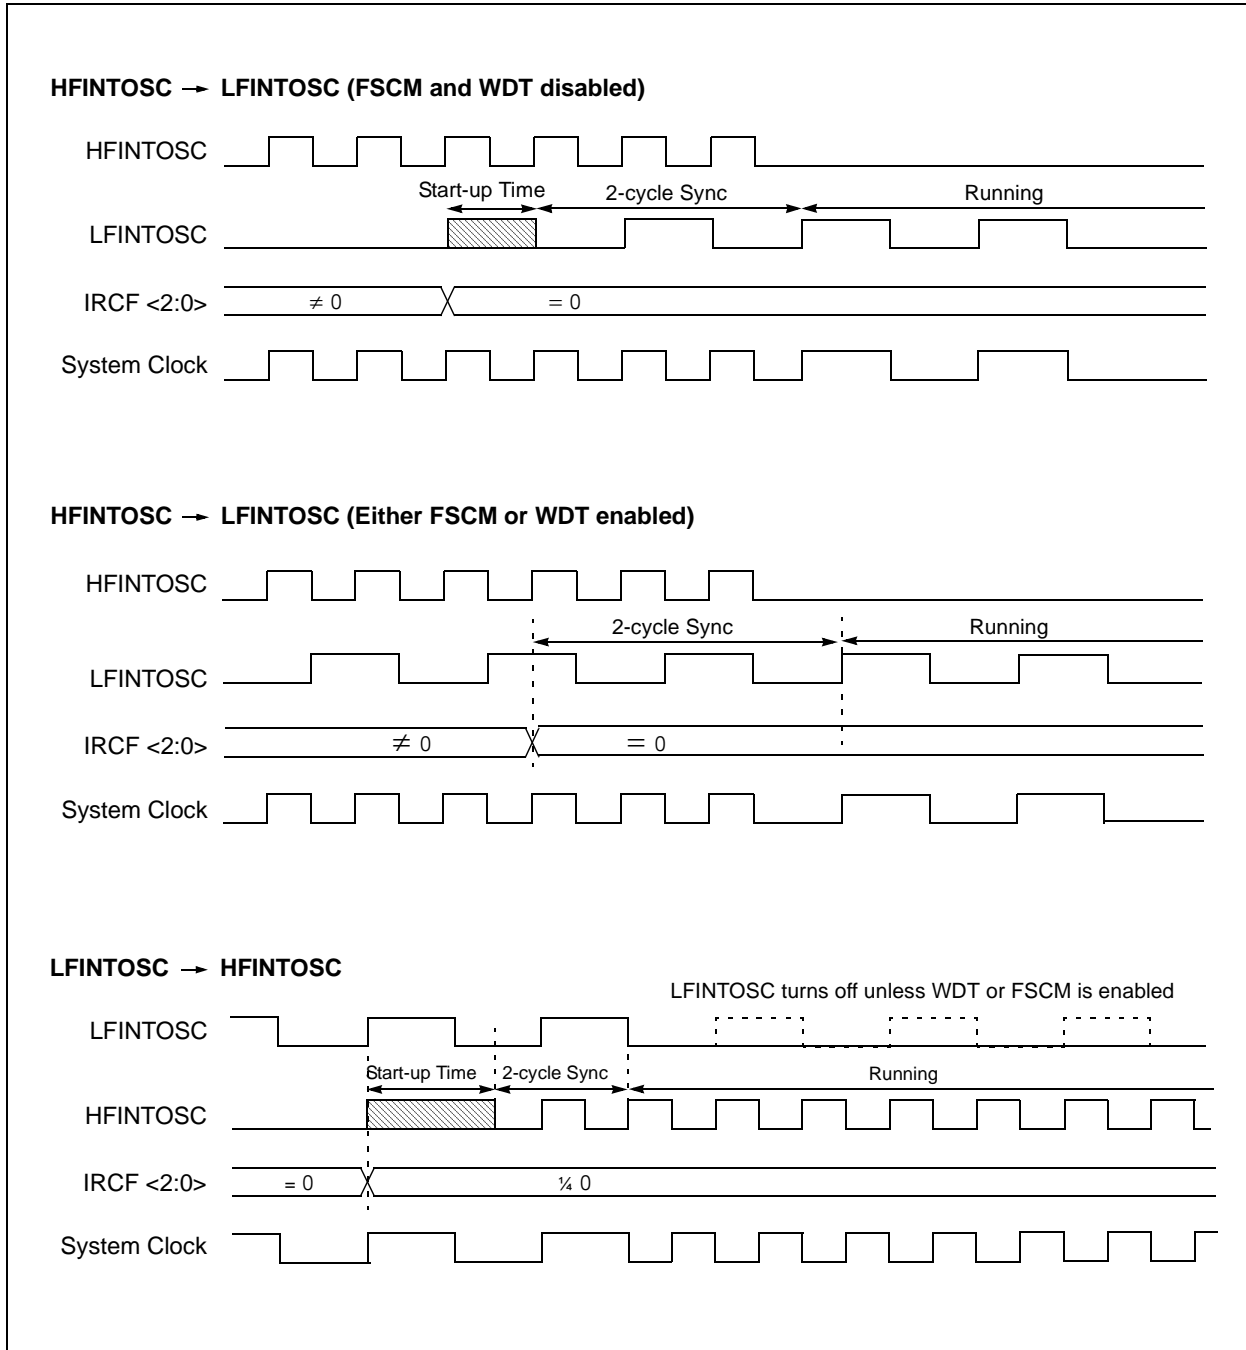 HFINTOSC → LFINTOSC (FSCM and WDT disabled)
HFINTOSC
Start-up Time 2-cycle Sync Running
LFINTOSC
IRCF <2:0> ≠ 0 = 0
System Clock
HFINTOSC → LFINTOSC (Either FSCM or WDT enabled)
HFINTOSC
2-cycle Sync Running
LFINTOSC
IRCF <2:0> ≠ 0 = 0
System Clock
LFINTOSC → HFINTOSC
LFINTOSC turns off unless WDT or FSCM is enabled
LFINTOSC
Start-up Time 2-cycle Sync Running
HFINTOSC
IRCF <2:0> = 0 ¼ 0
System Clock